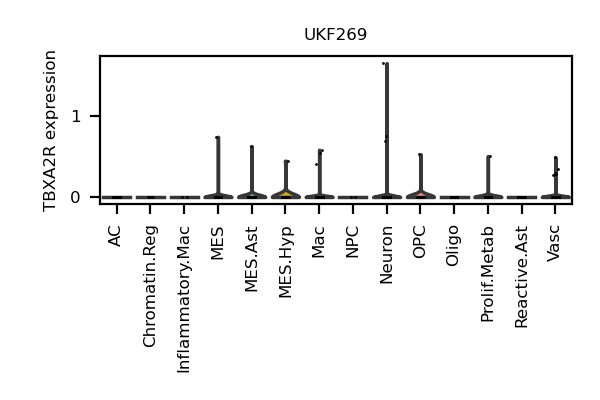 UKF269
TBXA2R expression
1
0
AC
Chromatin.Reg
Inflammatory.Mac
MES
MES.Ast
MES.Hyp
Mac
NPC
Neuron
OPC
Oligo
Prolif.Metab
Reactive.Ast
Vasc